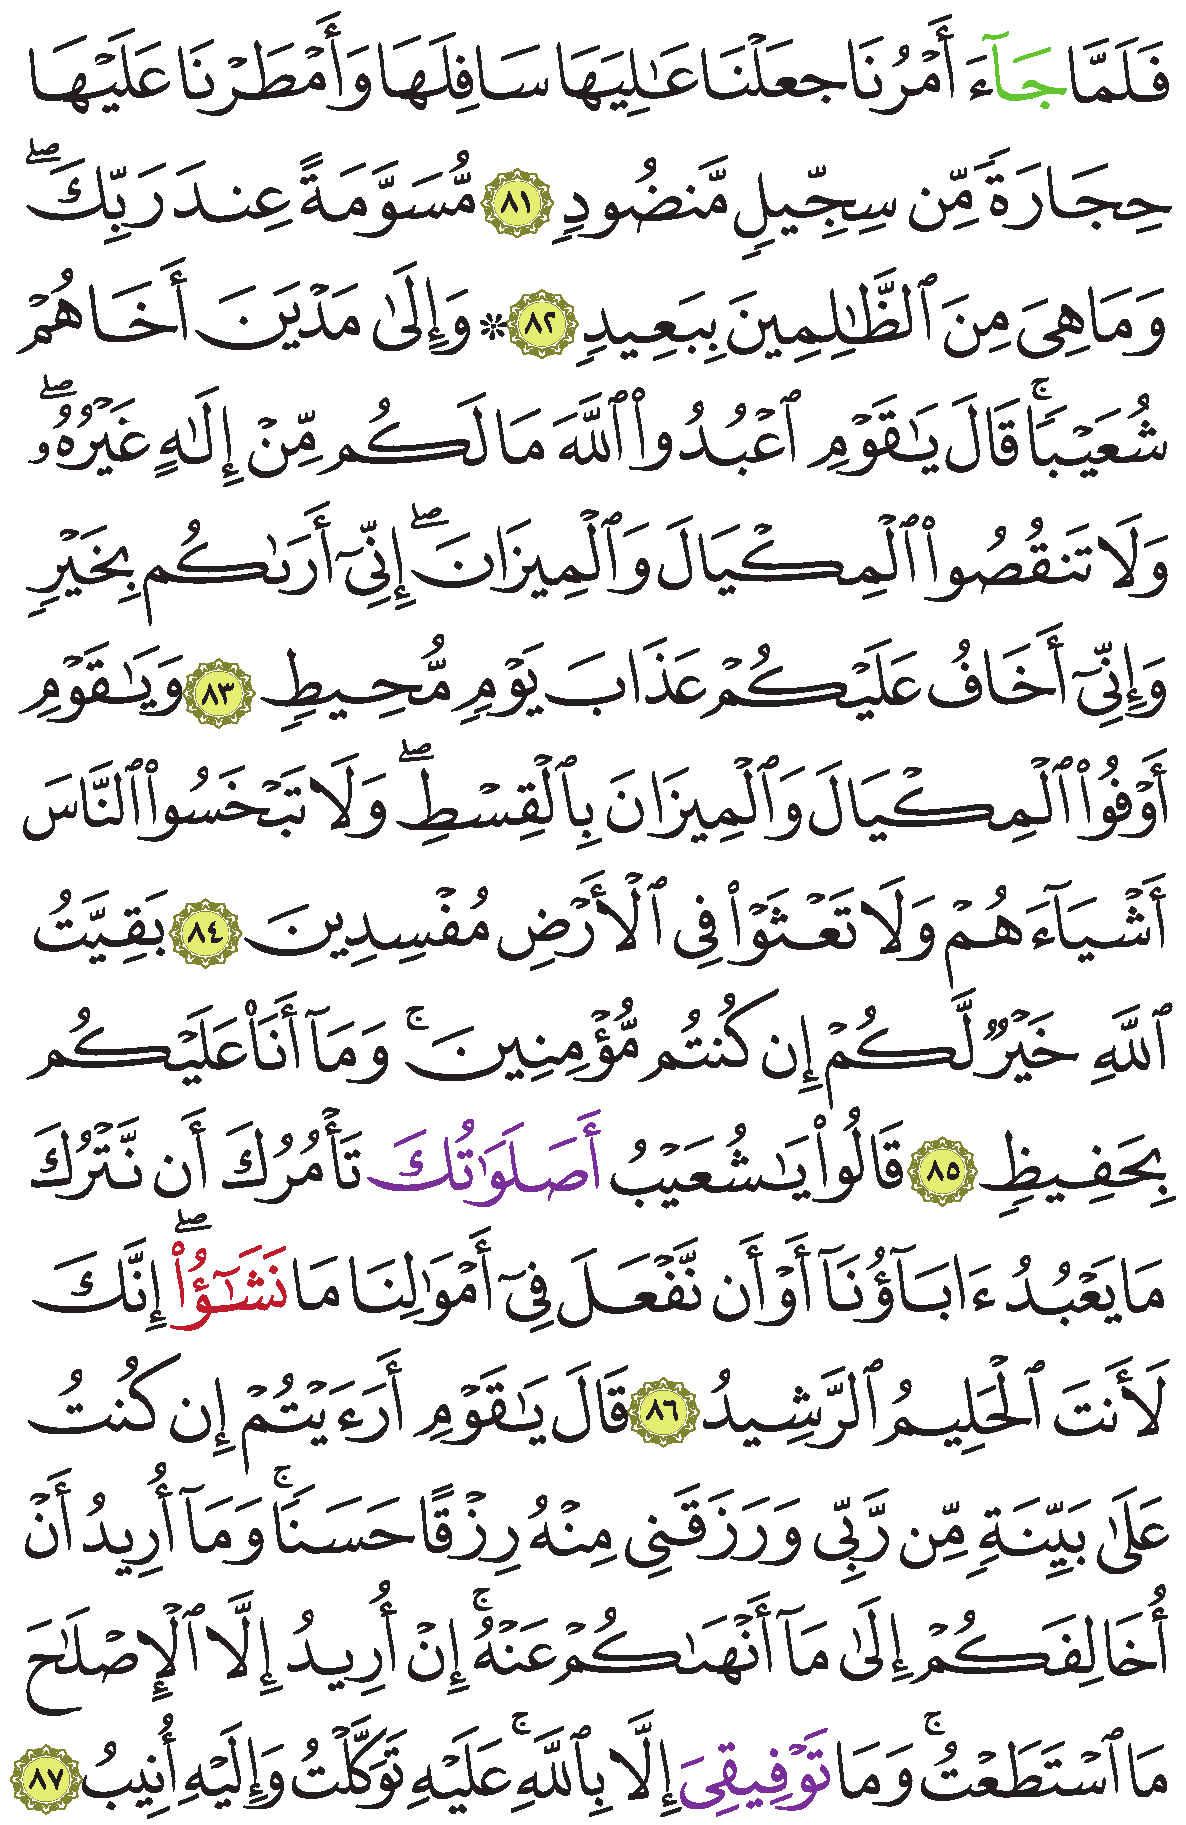 فَلَمَّا جَآءَ أَمْرُنَا جَعَلْنَا عَٰلِيَهَا سَافِلَهَا وَأَمْطَرْنَا عَلَيْهَا
حِجَارَةً مِّن سِجِّيلٍ مَّنضُودٍ ٨١ مُّسَوَّمَةً عِندَ رَبِّكَ ۖ
وَمَا هِىَ مِنَ ٱلظَّٰلِمِينَ بِبَعِيدٍ ٨٢ ۞ وَإِلَىٰ مَدْيَنَ أَخَاهُمْ
شُعَيْبًا ۚ قَالَ يَٰقَوْمِ ٱعْبُدُوا۟ ٱللَّهَ مَا لَكُم مِّنْ إِلَٰهٍ غَيْرُهُۥ ۖ
وَلَا تَنقُصُوا۟ ٱلْمِكْيَالَ وَٱلْمِيزَانَ ۖ إِنِّىٓ أَرَىٰكُم بِخَيْرٍ
وَإِنِّىٓ أَخَافُ عَلَيْكُمْ عَذَابَ يَوْمٍ مُّحِيطٍ ٨٣ وَيَٰقَوْمِ
أَوْفُوا۟ ٱلْمِكْيَالَ وَٱلْمِيزَانَ بِٱلْقِسْطِ ۖ وَلَا تَبْخَسُوا۟ ٱلنَّاسَ
أَشْيَآءَهُمْ وَلَا تَعْثَوْا۟ فِى ٱلْأَرْضِ مُفْسِدِينَ ٨٤ بَقِيَّتُ
ٱللَّهِ خَيْرٌ لَّكُمْ إِن كُنتُم مُّؤْمِنِينَ ۚ وَمَآ أَنَا۠ عَلَيْكُم
بِحَفِيظٍ ٨٥ قَالُوا۟ يَٰشُعَيْبُ أَصَلَوَٰتُكَ تَأْمُرُكَ أَن نَّتْرُكَ
مَا يَعْبُدُ ءَابَآؤُنَآ أَوْ أَن نَّفْعَلَ فِىٓ أَمْوَٰلِنَا مَا نَشَٰٓؤُا۟ ۖ إِنَّكَ
لَأَنتَ ٱلْحَلِيمُ ٱلرَّشِيدُ ٨٦ قَالَ يَٰقَوْمِ أَرَءَيْتُمْ إِن كُنتُ
عَلَىٰ بَيِّنَةٍ مِّن رَّبِّى وَرَزَقَنِى مِنْهُ رِزْقًا حَسَنًا ۚ وَمَآ أُرِيدُ أَنْ
أُخَالِفَكُمْ إِلَىٰ مَآ أَنْهَىٰكُمْ عَنْهُ ۚ إِنْ أُرِيدُ إِلَّا ٱلْإِصْلَٰحَ
مَا ٱسْتَطَعْتُ ۚ وَمَا تَوْفِيقِىَ إِلَّا بِٱللَّهِ ۚ عَلَيْهِ تَوَكَّلْتُ وَإِلَيْهِ أُنِيبُ ٨٧